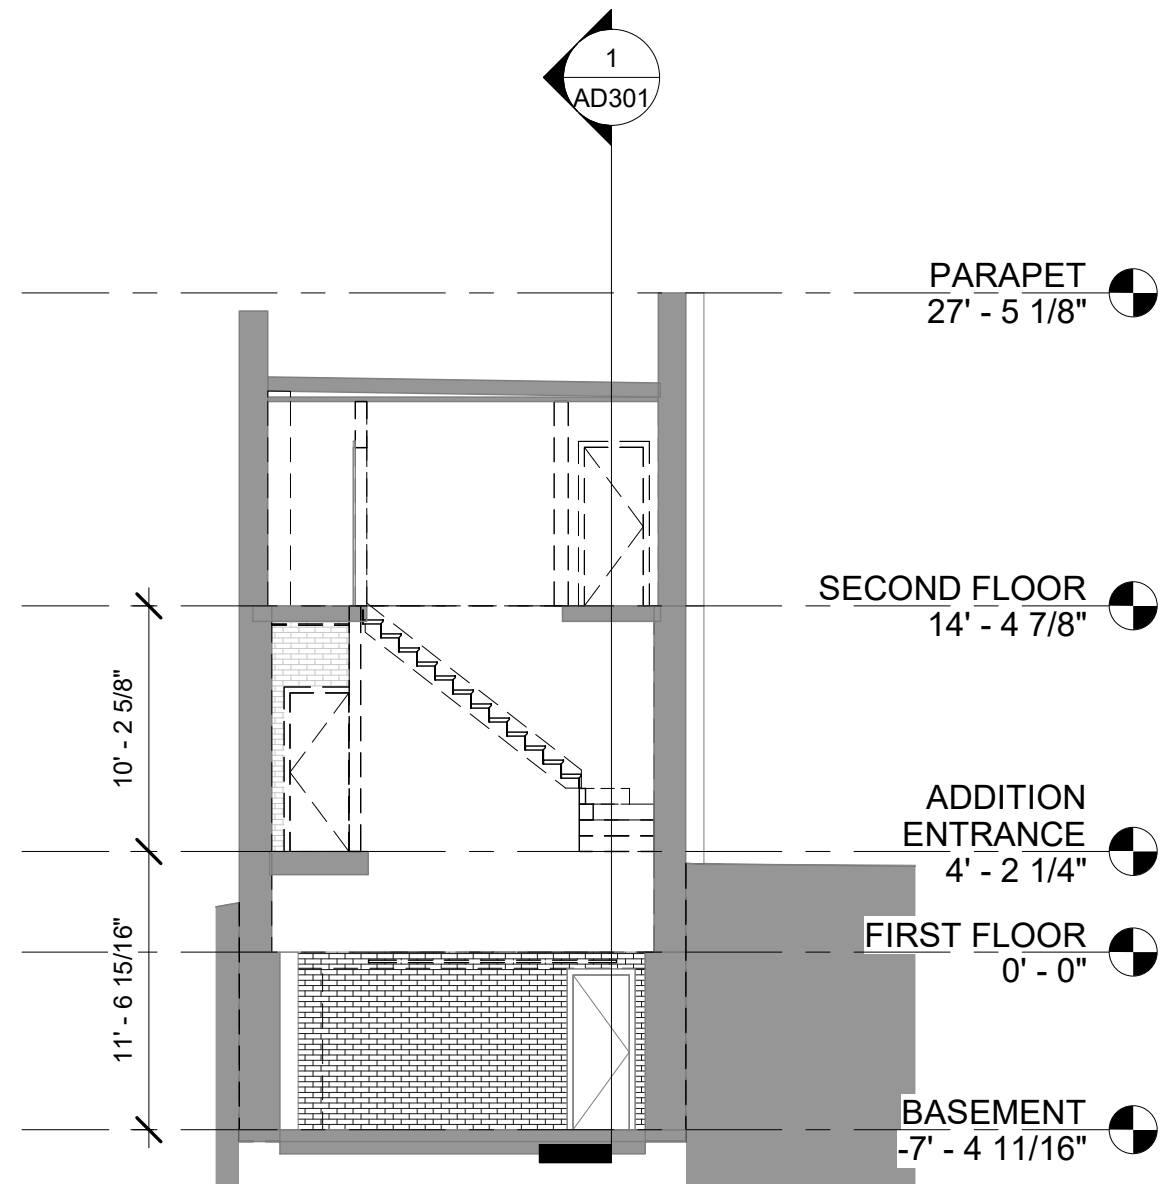 1
AD301
PARAPET
27' - 5 1/8"
SECOND FLOOR
14' - 4 7/8"
10' - 2 5/8"
ADDITION
ENTRANCE
4' - 2 1/4"
FIRST FLOOR
0' - 0"
11' - 6 15/16"
BASEMENT
-7' - 4 11/16"